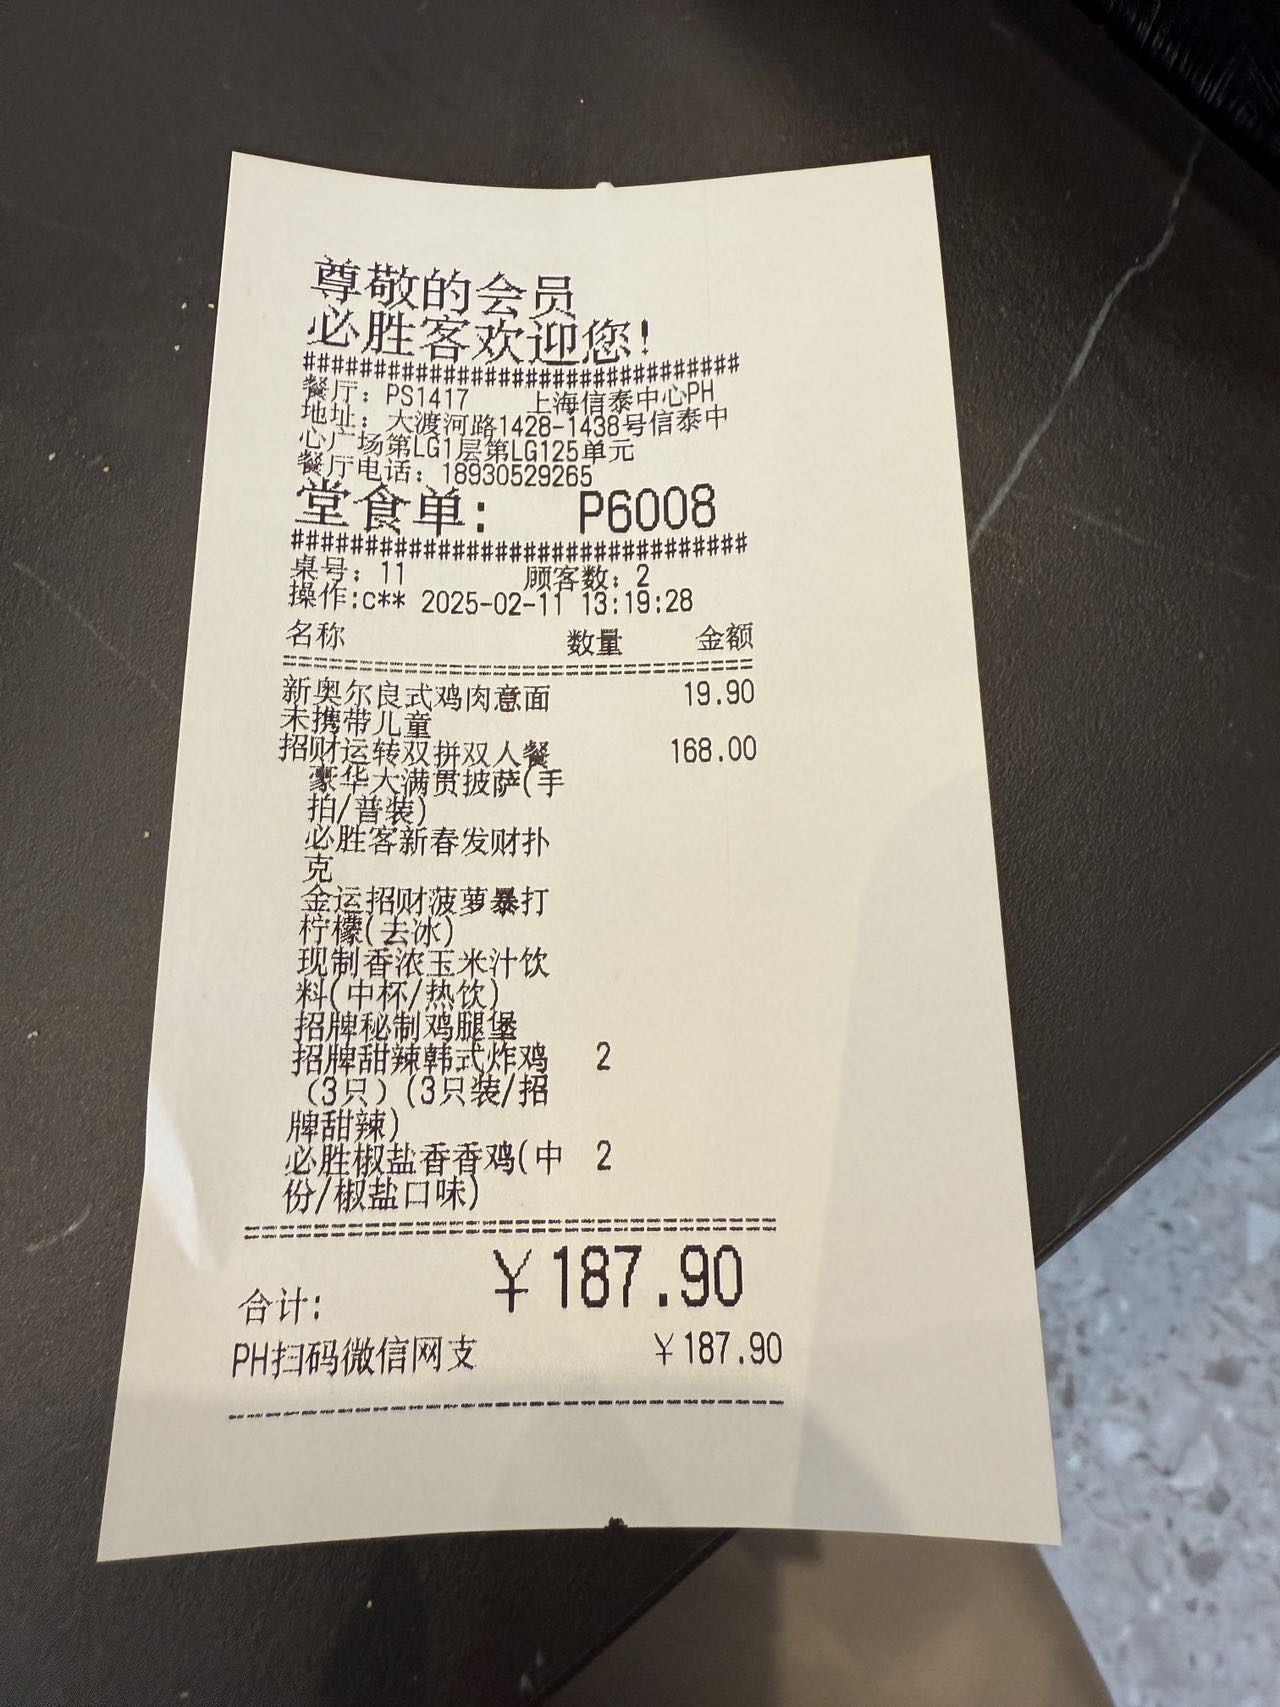 尊敬的会员
必胜客欢迎您!
################################
餐厅: PS1417 上海信泰中心PH
地址: 大渡河路1428-1438号信泰中
心广场第LG1层第LG125单元
餐厅电话: 18930529265
堂食单: P6008
################################
桌号: 11 顾客数: 2
操作:c** 2025-02-11 13:19:28
名称 数量 金额
================================
新奥尔良式鸡肉意面 19.90
未携带儿童
招财运转双拼双人餐 168.00
豪华大满贯披萨(手
拍/普装)
必胜客新春发财扑
克
金运招财菠萝暴打
柠檬(去冰)
现制香浓玉米汁饮
料(中杯/热饮)
招牌秘制鸡腿堡
招牌甜辣韩式炸鸡 2
（3只）(3只装/招
牌甜辣)
必胜椒盐香香鸡(中 2
份/椒盐口味)
================================
合计: ￥187.90
PH扫码微信网支 ￥187.90
--------------------------------